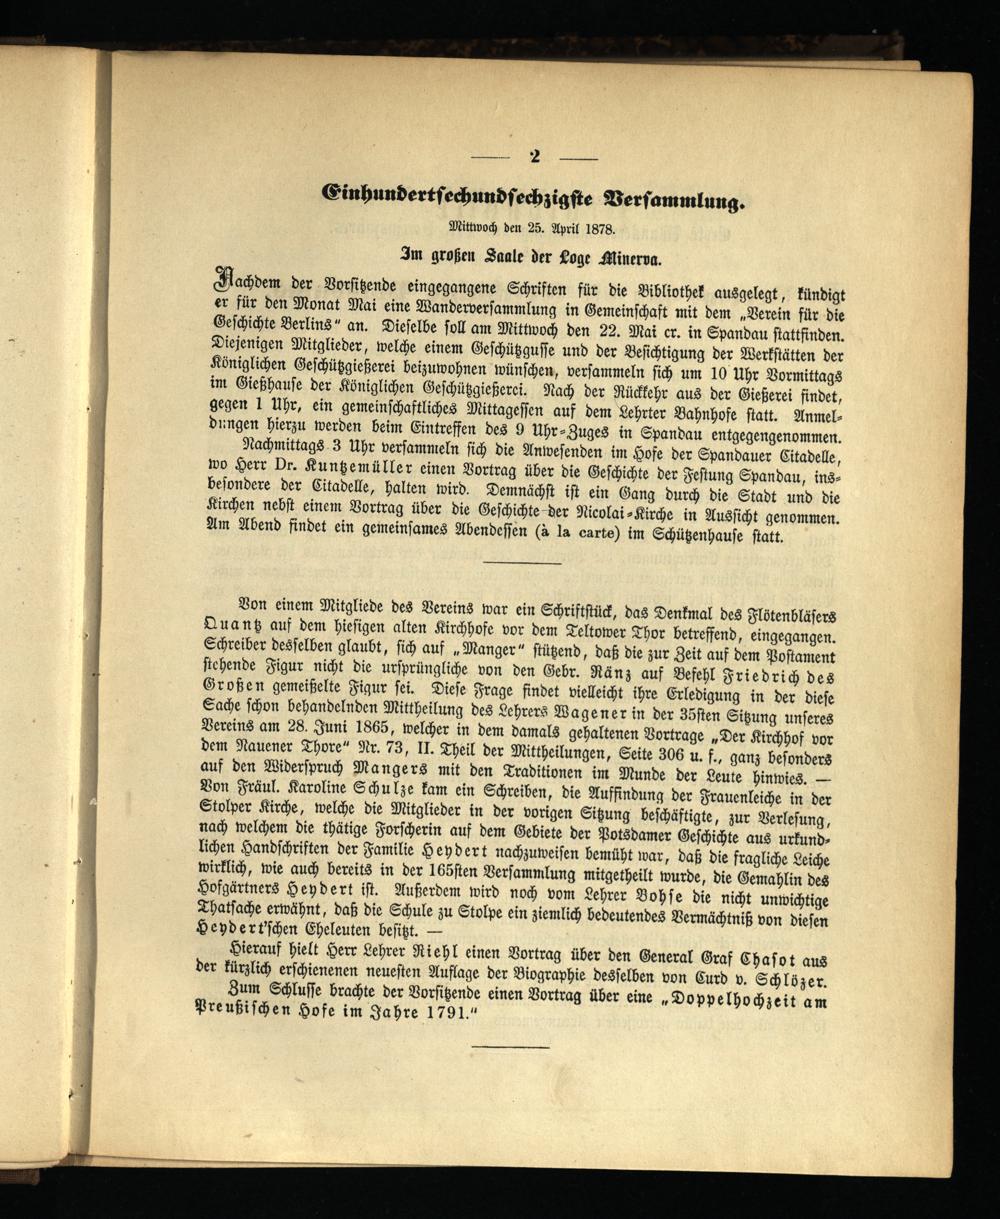 — 2 —
Einhundertsechundsechzigste Versammlung.
Mittwoch den 25. April 1878.
Im großen Saale der Loge Minerva.
Nachdem der Vorsitzende eingegangene Schriften für die Bibliothek ausgelegt, kündigt
er für den Monat Mai eine Wanderversammlung in Gemeinschaft mit dem „Verein für die
Geschichte Berlins“ an. Dieselbe soll am Mittwoch den 22. Mai cr. in Spandau stattfinden.
Diejenigen Mitglieder, welche einem Geschützgusse und der Besichtigung der Werkstätten der
Königlichen Geschützgießerei beizuwohnen wünschen, versammeln sich um 10 Uhr Vormittags
im Gießhause der Königlichen Geschützgießerei. Nach der Rückkehr aus der Gießerei findet,
gegen 1 Uhr, ein gemeinschaftliches Mittagessen auf dem Lehrter Bahnhofe statt. Anmel-
dungen hierzu werden beim Eintreffen des 9 Uhr-Zuges in Spandau entgegengenommen.
Nachmittags 3 Uhr versammeln sich die Anwesenden im Hofe der Spandauer Citadelle,
wo Herr Dr. Kuntzemüller einen Vortrag über die Geschichte der Festung Spandau, ins-
besondere der Citadelle, halten wird. Demnächst ist ein Gang durch die Stadt und die
Kirchen nebst einem Vortrag über die Geschichte der Nicolai-Kirche in Aussicht genommen.
Am Abend findet ein gemeinsames Abendessen (à la carte) im Schützenhause statt.
Von einem Mitgliede des Vereins war ein Schriftstück, das Denkmal des Flötenbläsers
Quantz auf dem hiesigen alten Kirchhofe vor dem Teltower Thor betreffend, eingegangen.
Schreiber desselben glaubt, sich auf „Manger“ stützend, daß die zur Zeit auf dem Postament
stehende Figur nicht die ursprüngliche von den Gebr. Ränz auf Befehl Friedrich des
Großen gemeißelte Figur sei. Diese Frage findet vielleicht ihre Erledigung in der diese
Sache schon behandelnden Mittheilung des Lehrers Wagener in der 35sten Sitzung unseres
Vereins am 28. Juni 1865, welcher in dem damals gehaltenen Vortrage „Der Kirchhof vor
dem Nauener Thore“ Nr. 73, II. Theil der Mittheilungen, Seite 306 u. f., ganz besonders
auf den Widerspruch Mangers mit den Traditionen im Munde der Leute hinwies. —
Von Fräul. Karoline Schulze kam ein Schreiben, die Auffindung der Frauenleiche in der
Stolper Kirche, welche die Mitglieder in der vorigen Sitzung beschäftigte, zur Verlesung,
nach welchem die thätige Forscherin auf dem Gebiete der Potsdamer Geschichte aus urkund-
lichen Handschriften der Familie Heydert nachzuweisen bemüht war, daß die fragliche Leiche
wirklich, wie auch bereits in der 165sten Versammlung mitgetheilt wurde, die Gemahlin des
Hofgärtners Heydert ist. Außerdem wird noch vom Lehrer Bohse die nicht unwichtige
Thatsache erwähnt, daß die Schule zu Stolpe ein ziemlich bedeutendes Vermächtniß von diesen
Heydert'schen Eheleuten besitzt. —
Hierauf hielt Herr Lehrer Riehl einen Vortrag über den General Graf Chasot aus
der kürzlich erschienenen neuesten Auflage der Biographie desselben von Curd v. Schlözer.
Zum Schlusse brachte der Vorsitzende einen Vortrag über eine „Doppelhochzeit am
Preußischen Hofe im Jahre 1791.“